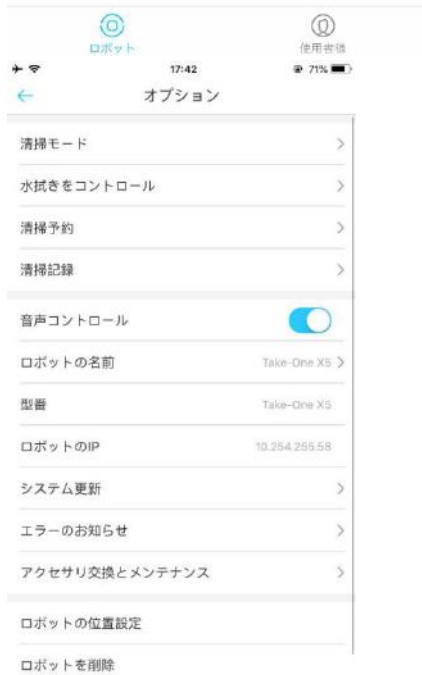 ロボット 使用者様
17:42 71%
オプション
清掃モード
水拭きをコントロール
清掃予約
清掃記録
音声コントロール
ロボットの名前 Take-One X5
型番 Take-One X5
ロボットのIP 10.254.255.58
システム更新
エラーのお知らせ
アクセサリ交換とメンテナンス
ロボットの位置設定
ロボットを削除